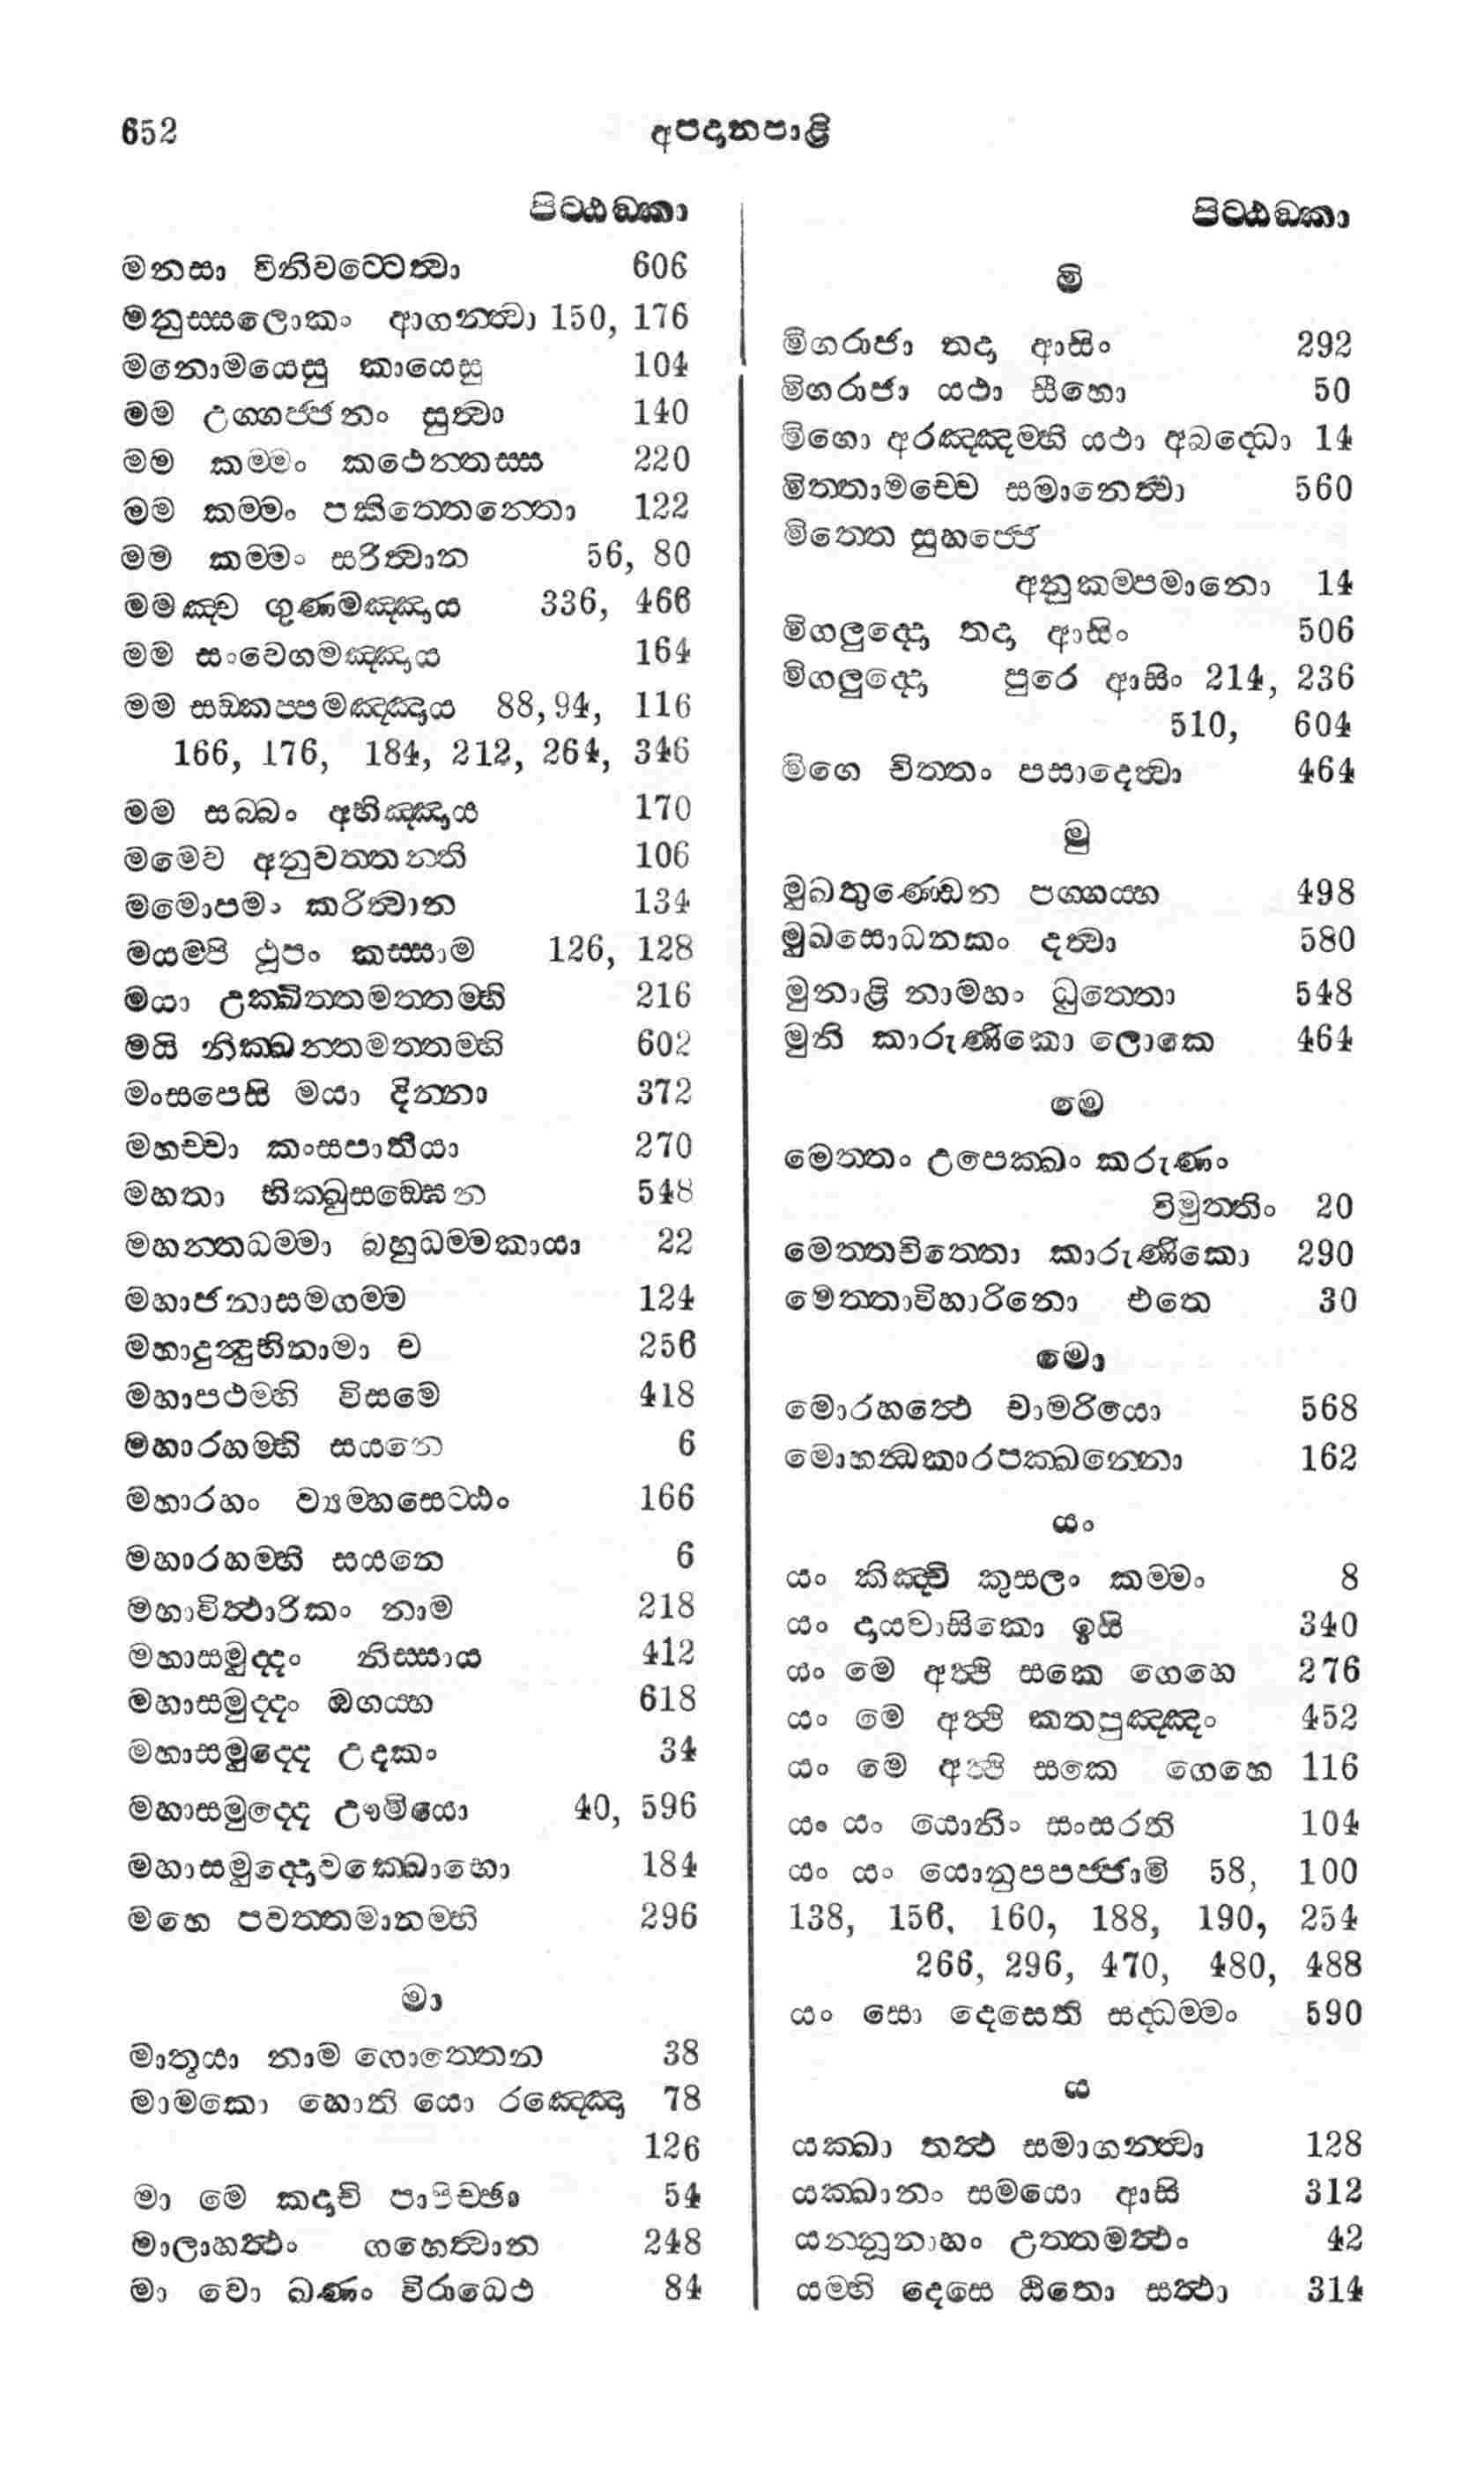 652 අපදානපාළි
පිට්ඨඞ්කා
මනසා විනිවට්ටෙත්වා 606
මනුස්සලොකං ආගන්ත්වා 150, 176
මනොමයෙසු කායෙසු 104
මම උග්ගජ්ජනං සුත්වා 140
මම කම්මං කථෙන්තස්ස 220
මම කම්මං පකිත්තෙන්තො 122
මම කම්මං සරිත්වාන 56, 80
මමඤ්ච ගුණමඤ්ඤාය 336, 466
මම සංවෙගමඤ්ඤාය 164
මම සඞ්කප්පමඤ්ඤාය 88,94, 116
166, 176, 184, 212, 264, 346
මම සබ්බං අභිඤ්ඤාය 170
මමෙව අනුවත්තන්ති 106
මමොපමං කරිත්වාන 134
මයම්පි ථූපං කස්සාම 126, 128
මයා උක්ඛිත්තමත්තම්හි 216
මයි නික්ඛන්තමත්තම්හි 602
මංසපෙසි මයා දින්නා 372
මහච්චා කංසපාතියා 270
මහතා භික්ඛුසඞ්ඝෙන 548
මහන්තධම්මා බහුධම්මකායා 22
මහාජනාසමගම්ම 124
මහාදුන්දුභිනාමා ච 256
මහාපථම්හි විසමෙ 418
මහාරහම්හි සයනෙ 6
මහාරහං ව්‍යම්හසෙට්ඨං 166
මහාරහම්හි සයනෙ 6
මහාවිත්ථාරිකං නාම 218
මහාසමුද්දං නිස්සාය 412
මහාසමුද්දං ඔගය්හ 618
මහාසමුද්දෙ උදකං 34
මහාසමුද්දෙ ඌමියො 40, 596
මහාසමුද්දොවක්ඛොභො 184
මහෙ පවත්තමානම්හි 296
මා
මාතූයා නාම ගොත්තෙන 38
මාමකො හොති යො රඤ්ඤො 78
126
මා මෙ කදාචි පාපිච්ඡා 54
මාලාහත්ථං ගහෙත්වාන 248
මා වො ඛණං විරාධෙථ 84
පිට්ඨඞ්කා
මි
මිගරාජා තදා ආසිං 292
මිගරාජා යථා සීහො 50
මිගො අරඤ්ඤම්හි යථා අබද්ධො 14
මිත්තාමච්චෙ සමානෙත්වා 560
මිත්තෙ සුහජ්ජෙ
අනුකම්පමානො 14
මිගලුද්දො තදා ආසිං 506
මිගලුද්දො පුරෙ ආසිං 214, 236
510, 604
මිගෙ චිත්තං පසාදෙත්වා 464
මු
මුඛතුණ්ඩෙන පග්ගය්හ 498
මුඛසොධනකං දත්වා 580
මුනාළි නාමහං ධුත්තො 548
මුනි කාරුණිකො ලොකෙ 464
මෙ
මෙත්තං උපෙක්ඛං කරුණං
විමුත්තිං 20
මෙත්තචිත්තො කාරුණිකො 290
මෙත්තාවිහාරිනො එතෙ 30
මො
මොරහත්ථෙ චාමරියො 568
මොහන්ධකාරපක්ඛන්නො 162
යං
යං කිඤ්චි කුසලං කම්මං 8
යං දායවාසිකො ඉසි 340
යං මෙ අත්ථි සකෙ ගෙහෙ 276
යං මෙ අත්ථි කතපුඤ්ඤං 452
යං මෙ අත්ථි සකෙ ගෙහෙ 116
යං යං යොනිං සංසරති 104
යං යං යොනුපපජ්ජාමි 58, 100
138, 156, 160, 188, 190, 254
266, 296, 470, 480, 488
යං සො දෙසෙති සද්ධම්මං 590
ය
යක්ඛා තත්ථ සමාගන්ත්වා 128
යක්ඛානං සමයො ආසි 312
යන්නූනාහං උත්තමත්ථං 42
යම්හි දෙසෙ ඨිතො සත්ථා 314